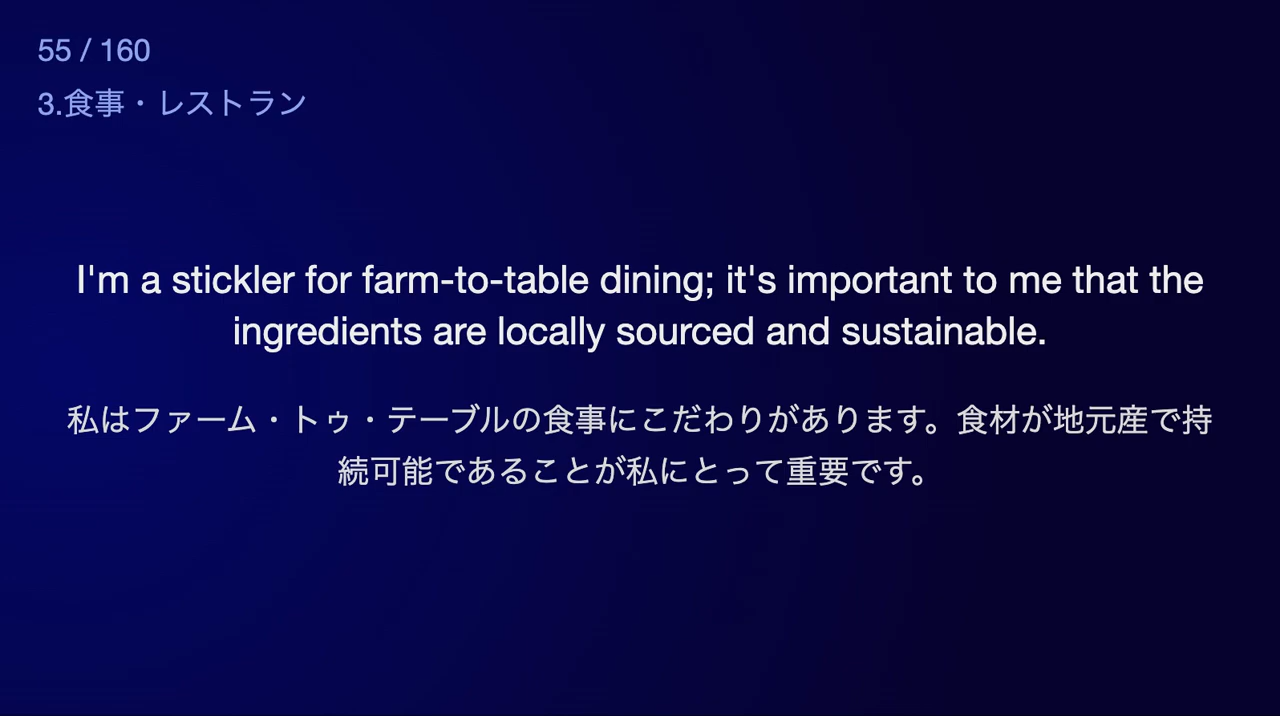 55 / 160
3.食事・レストラン
I'm a stickler for farm-to-table dining; it's important to me that the
ingredients are locally sourced and sustainable.
私はファーム・トゥ・テーブルの食事にこだわりがあります。食材が地元産で持
続可能であることが私にとって重要です。